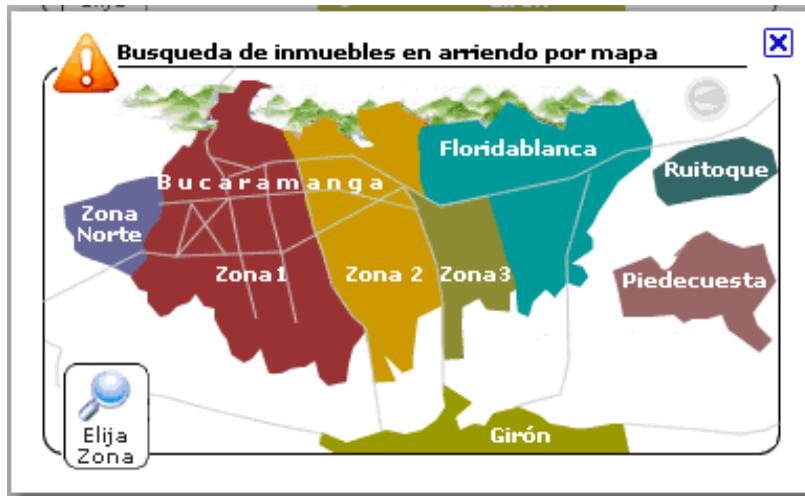 Busqueda de inmuebles en arriendo por mapa
Floridablanca
Ruitoque
Bucaramanga
Zona
Norte
Zona 1
Zona 2
Zona3
Piedecuesta
Elija
Zona
Girón